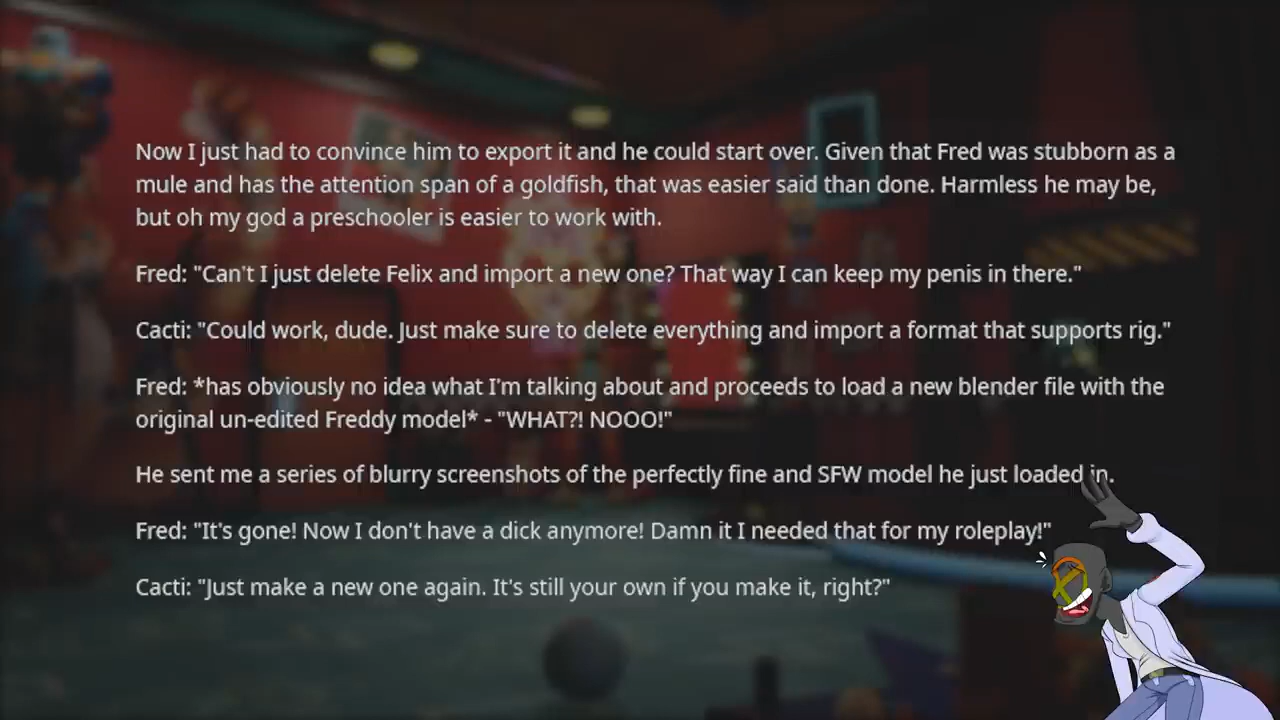 Now I just had to convince him to export it and he could start over. Given that Fred was stubborn as a
mule and has the attention span of a goldfish, that was easier said than done. Harmless he may be,
but oh my god a preschooler is easier to work with.
Fred: "Can't I just delete Felix and import a new one? That way I can keep my penis in there."
Cacti: "Could work, dude. Just make sure to delete everything and import a format that supports rig."
Fred: *has obviously no idea what I'm talking about and proceeds to load a new blender file with the
original un-edited Freddy model* - "WHAT?! NOOO!"
He sent me a series of blurry screenshots of the perfectly fine and SFW model he just loaded in.
Fred: "It's gone! Now I don't have a dick anymore! Damn it I needed that for my roleplay!"
Cacti: "Just make a new one again. It's still your own if you make it, right?"